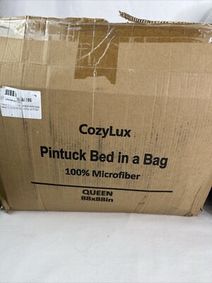 CozyLux
Pintuck Bed in a Bag
100% Microfiber
QUEEN
88x88in